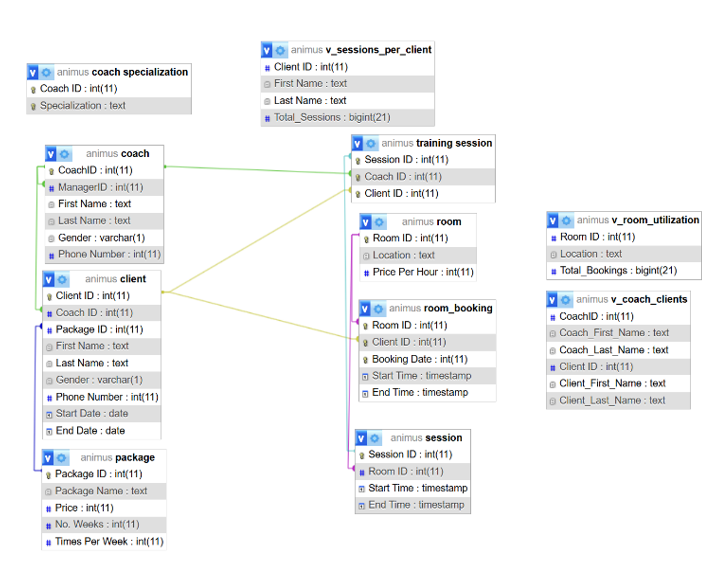 animus v_sessions_per_client
Client ID : int(11)
First Name : text
Last Name : text
Total_Sessions : bigint(21)
animus coach specialization
Coach ID : int(11)
Specialization : text
animus coach
CoachID : int(11)
ManagerID : int(11)
First Name : text
Last Name : text
Gender : varchar(1)
Phone Number : int(11)
animus training session
Session ID : int(11)
Coach ID : int(11)
Client ID : int(11)
animus room
Room ID : int(11)
Location : text
Price Per Hour : int(11)
animus v_room_utilization
Room ID : int(11)
Location : text
Total_Bookings : bigint(21)
animus client
Client ID : int(11)
Coach ID : int(11)
Package ID : int(11)
First Name : text
Last Name : text
Gender : varchar(1)
Phone Number : int(11)
Start Date : date
End Date : date
animus room_booking
Room ID : int(11)
Client ID : int(11)
Booking Date : int(11)
Start Time : timestamp
End Time : timestamp
animus v_coach_clients
CoachID : int(11)
Coach_First_Name : text
Coach_Last_Name : text
Client ID : int(11)
Client_First_Name : text
Client_Last_Name : text
animus package
Package ID : int(11)
Package Name : text
Price : int(11)
No. Weeks : int(11)
Times Per Week : int(11)
animus session
Session ID : int(11)
Room ID : int(11)
Start Time : timestamp
End Time : timestamp